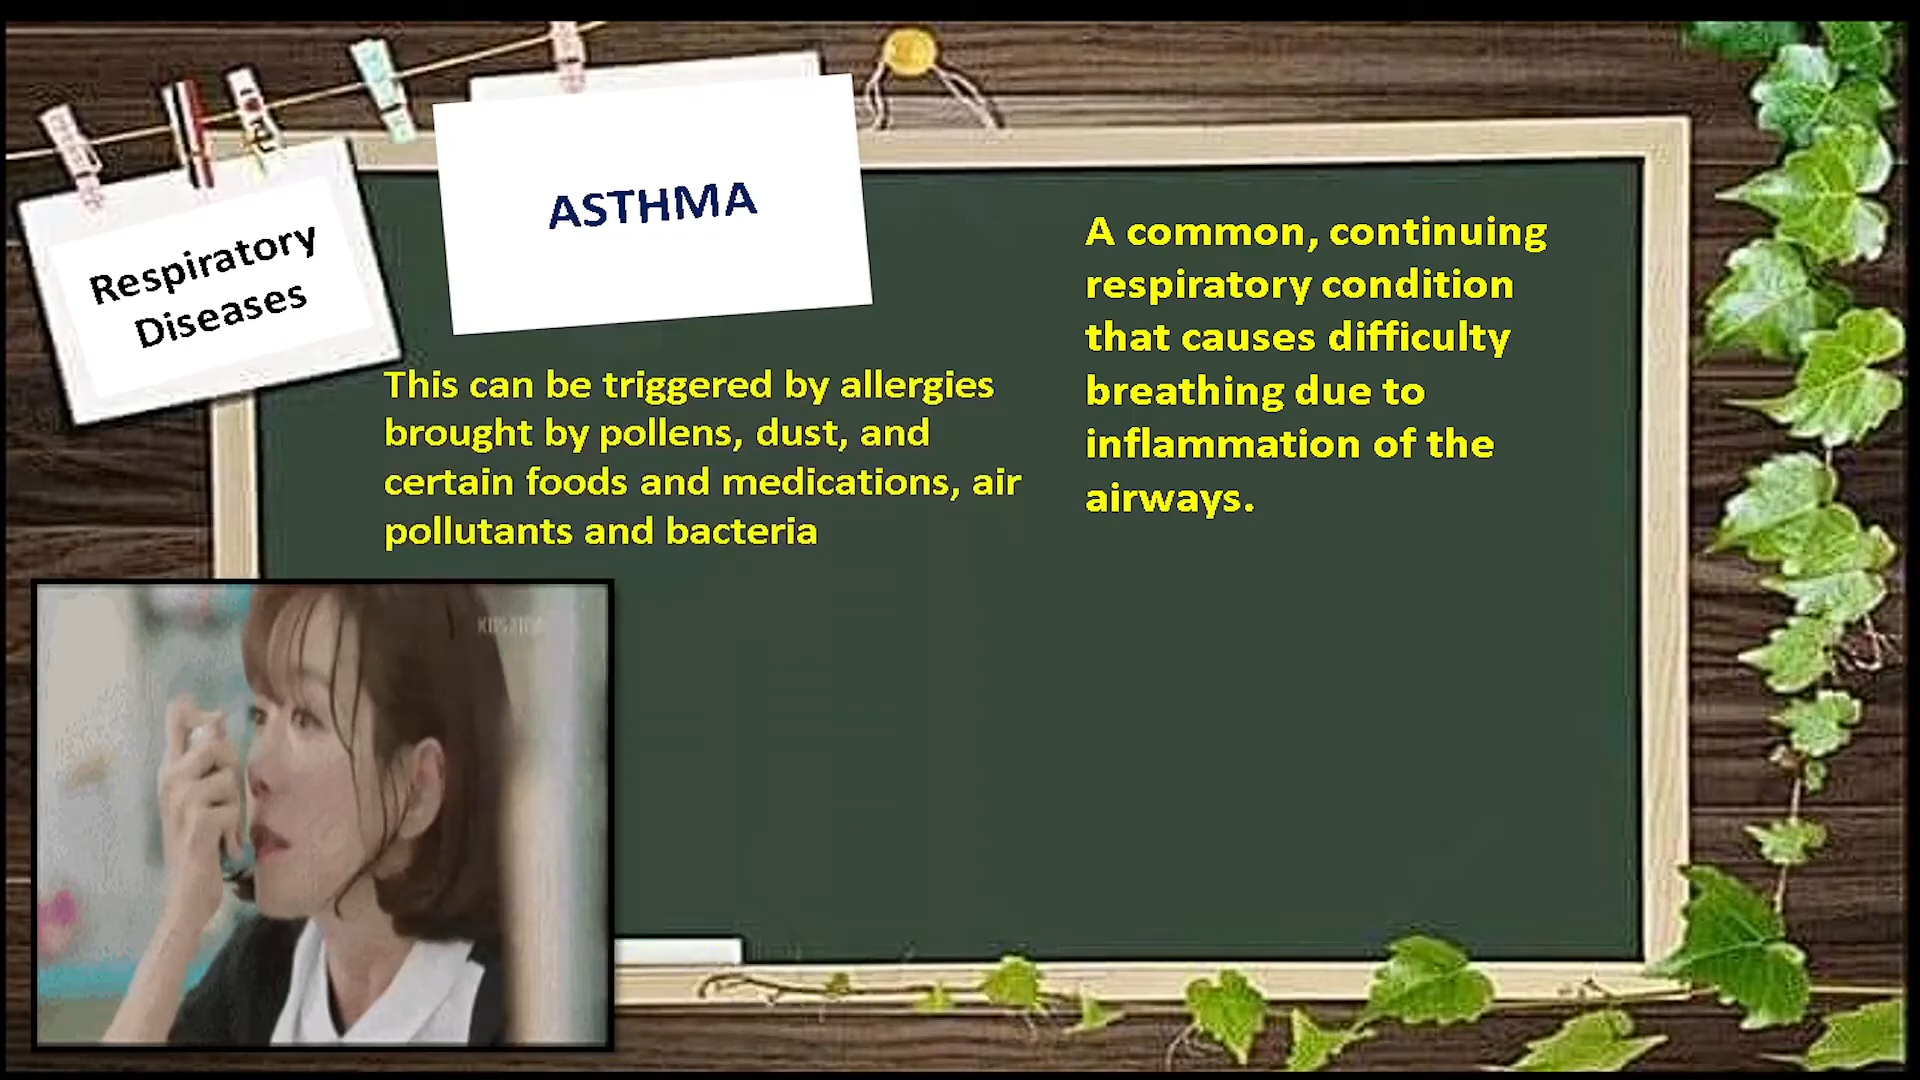 Respiratory
Diseases
ASTHMA
This can be triggered by allergies
brought by pollens, dust, and
certain foods and medications, air
pollutants and bacteria
A common, continuing
respiratory condition
that causes difficulty
breathing due to
inflammation of the
airways.